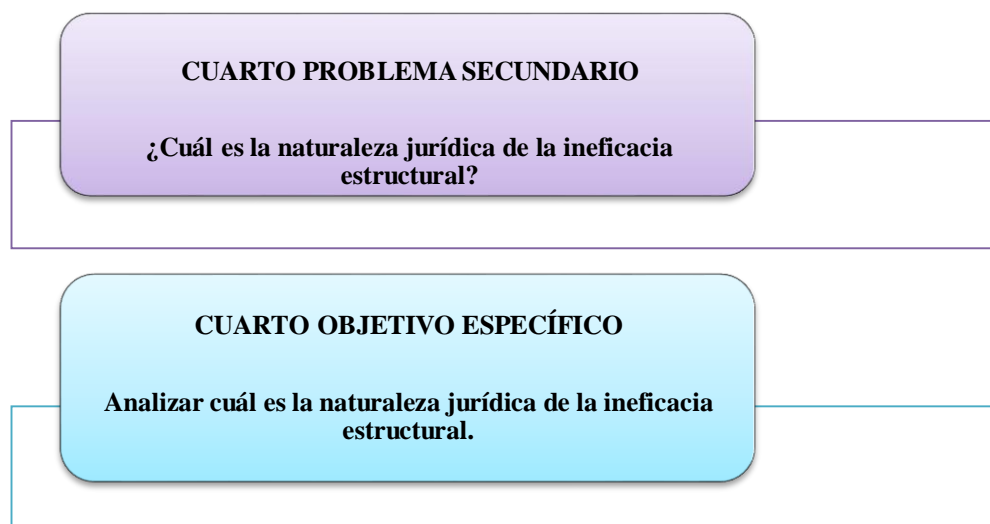 CUARTO PROBLEMA SECUNDARIO
¿Cuál es la naturaleza jurídica de la ineficacia
estructural?
CUARTO OBJETIVO ESPECÍFICO
Analizar cuál es la naturaleza jurídica de la ineficacia
estructural.